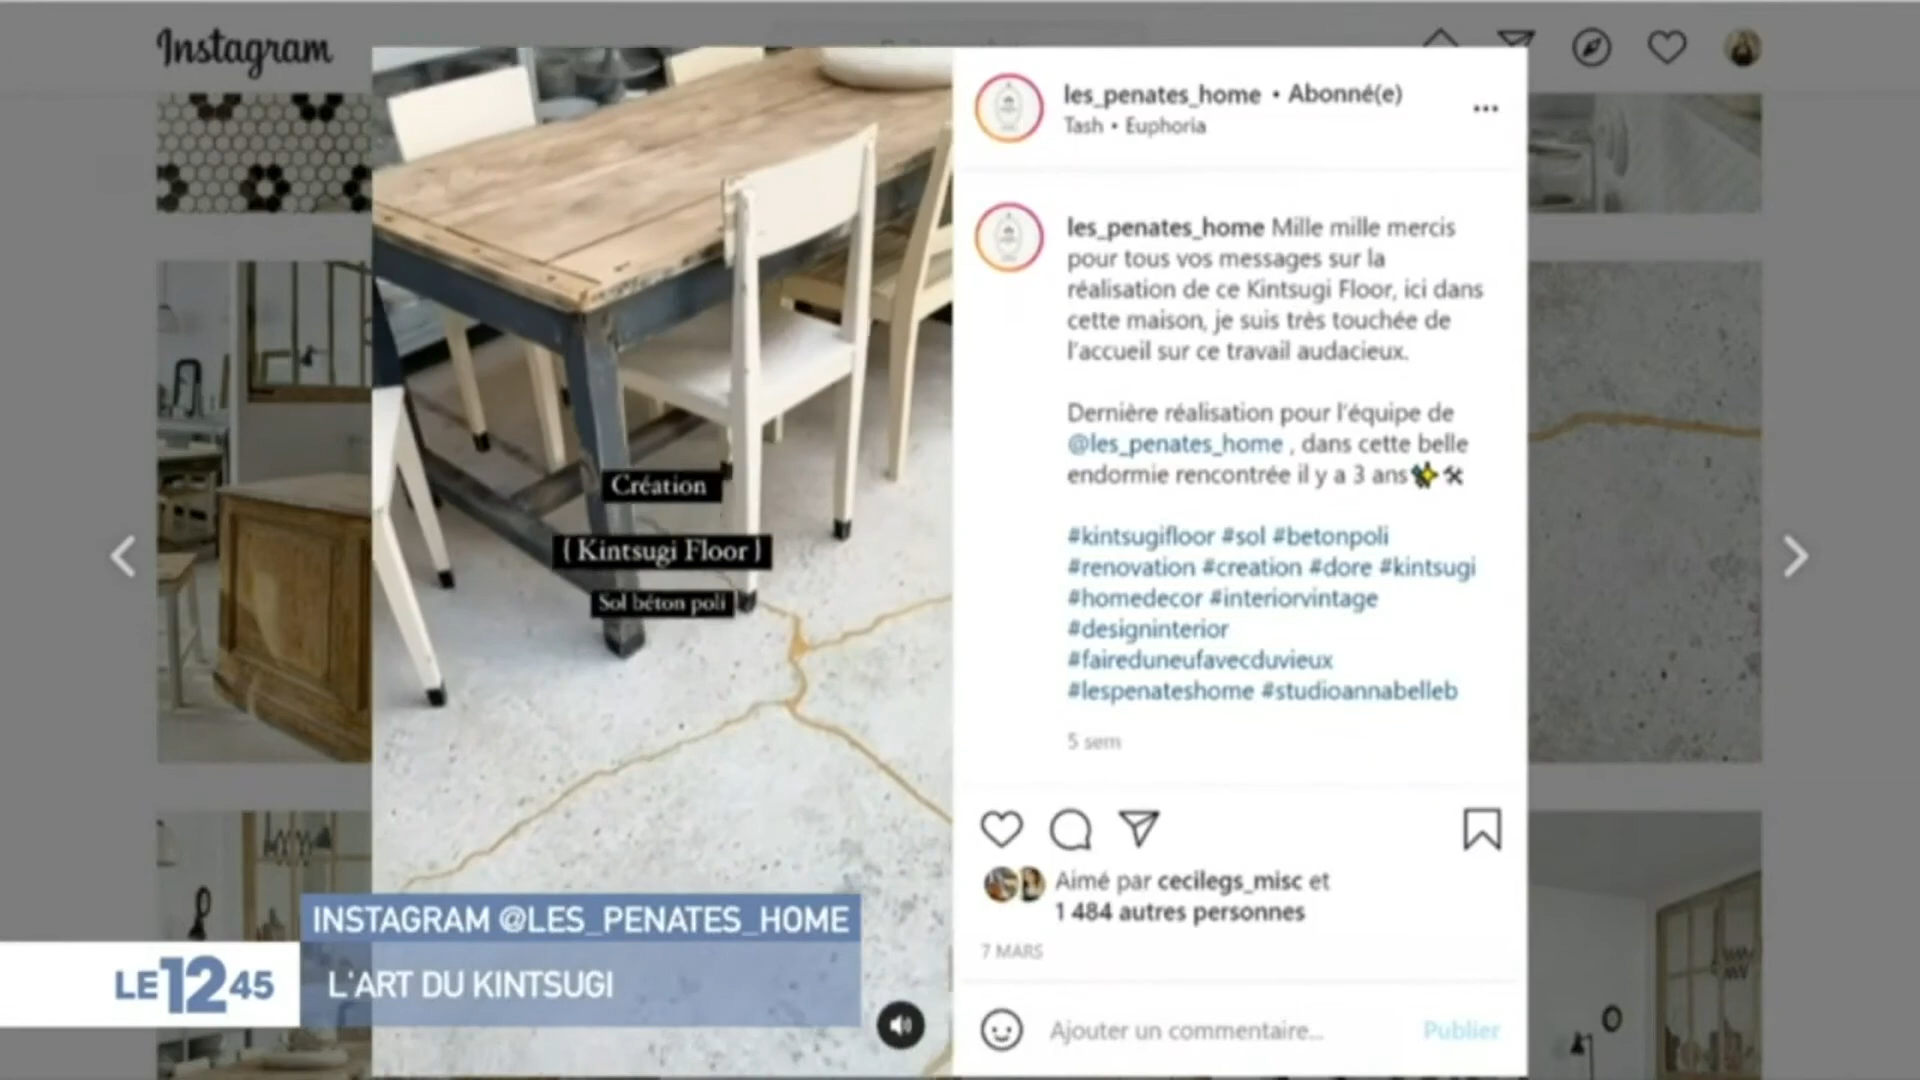 Instagram
les_penates_home • Abonné(e)
Tash • Euphoria
les_penates_home Mille mille mercis
pour tous vos messages sur la
réalisation de ce Kintsugi Floor, ici dans
cette maison, je suis très touchée de
l'accueil sur ce travail audacieux.
Dernière réalisation pour l'équipe de
@les_penates_home , dans cette belle
endormie rencontrée il y a 3 ans
#kintsugifloor #sol #betonpoli
#renovation #creation #dore #kintsugi
#homedecor #interiorvintage
#designinterior
#faireduneufavecduvieux
#lespenateshome #studioannabelleb
5 sem
Aimé par cecilegs_misc et
1 484 autres personnes
7 MARS
Ajouter un commentaire... Publier
Création
{ Kintsugi Floor }
Sol béton poli
INSTAGRAM @LES_PENATES_HOME
LE 12 45
L'ART DU KINTSUGI